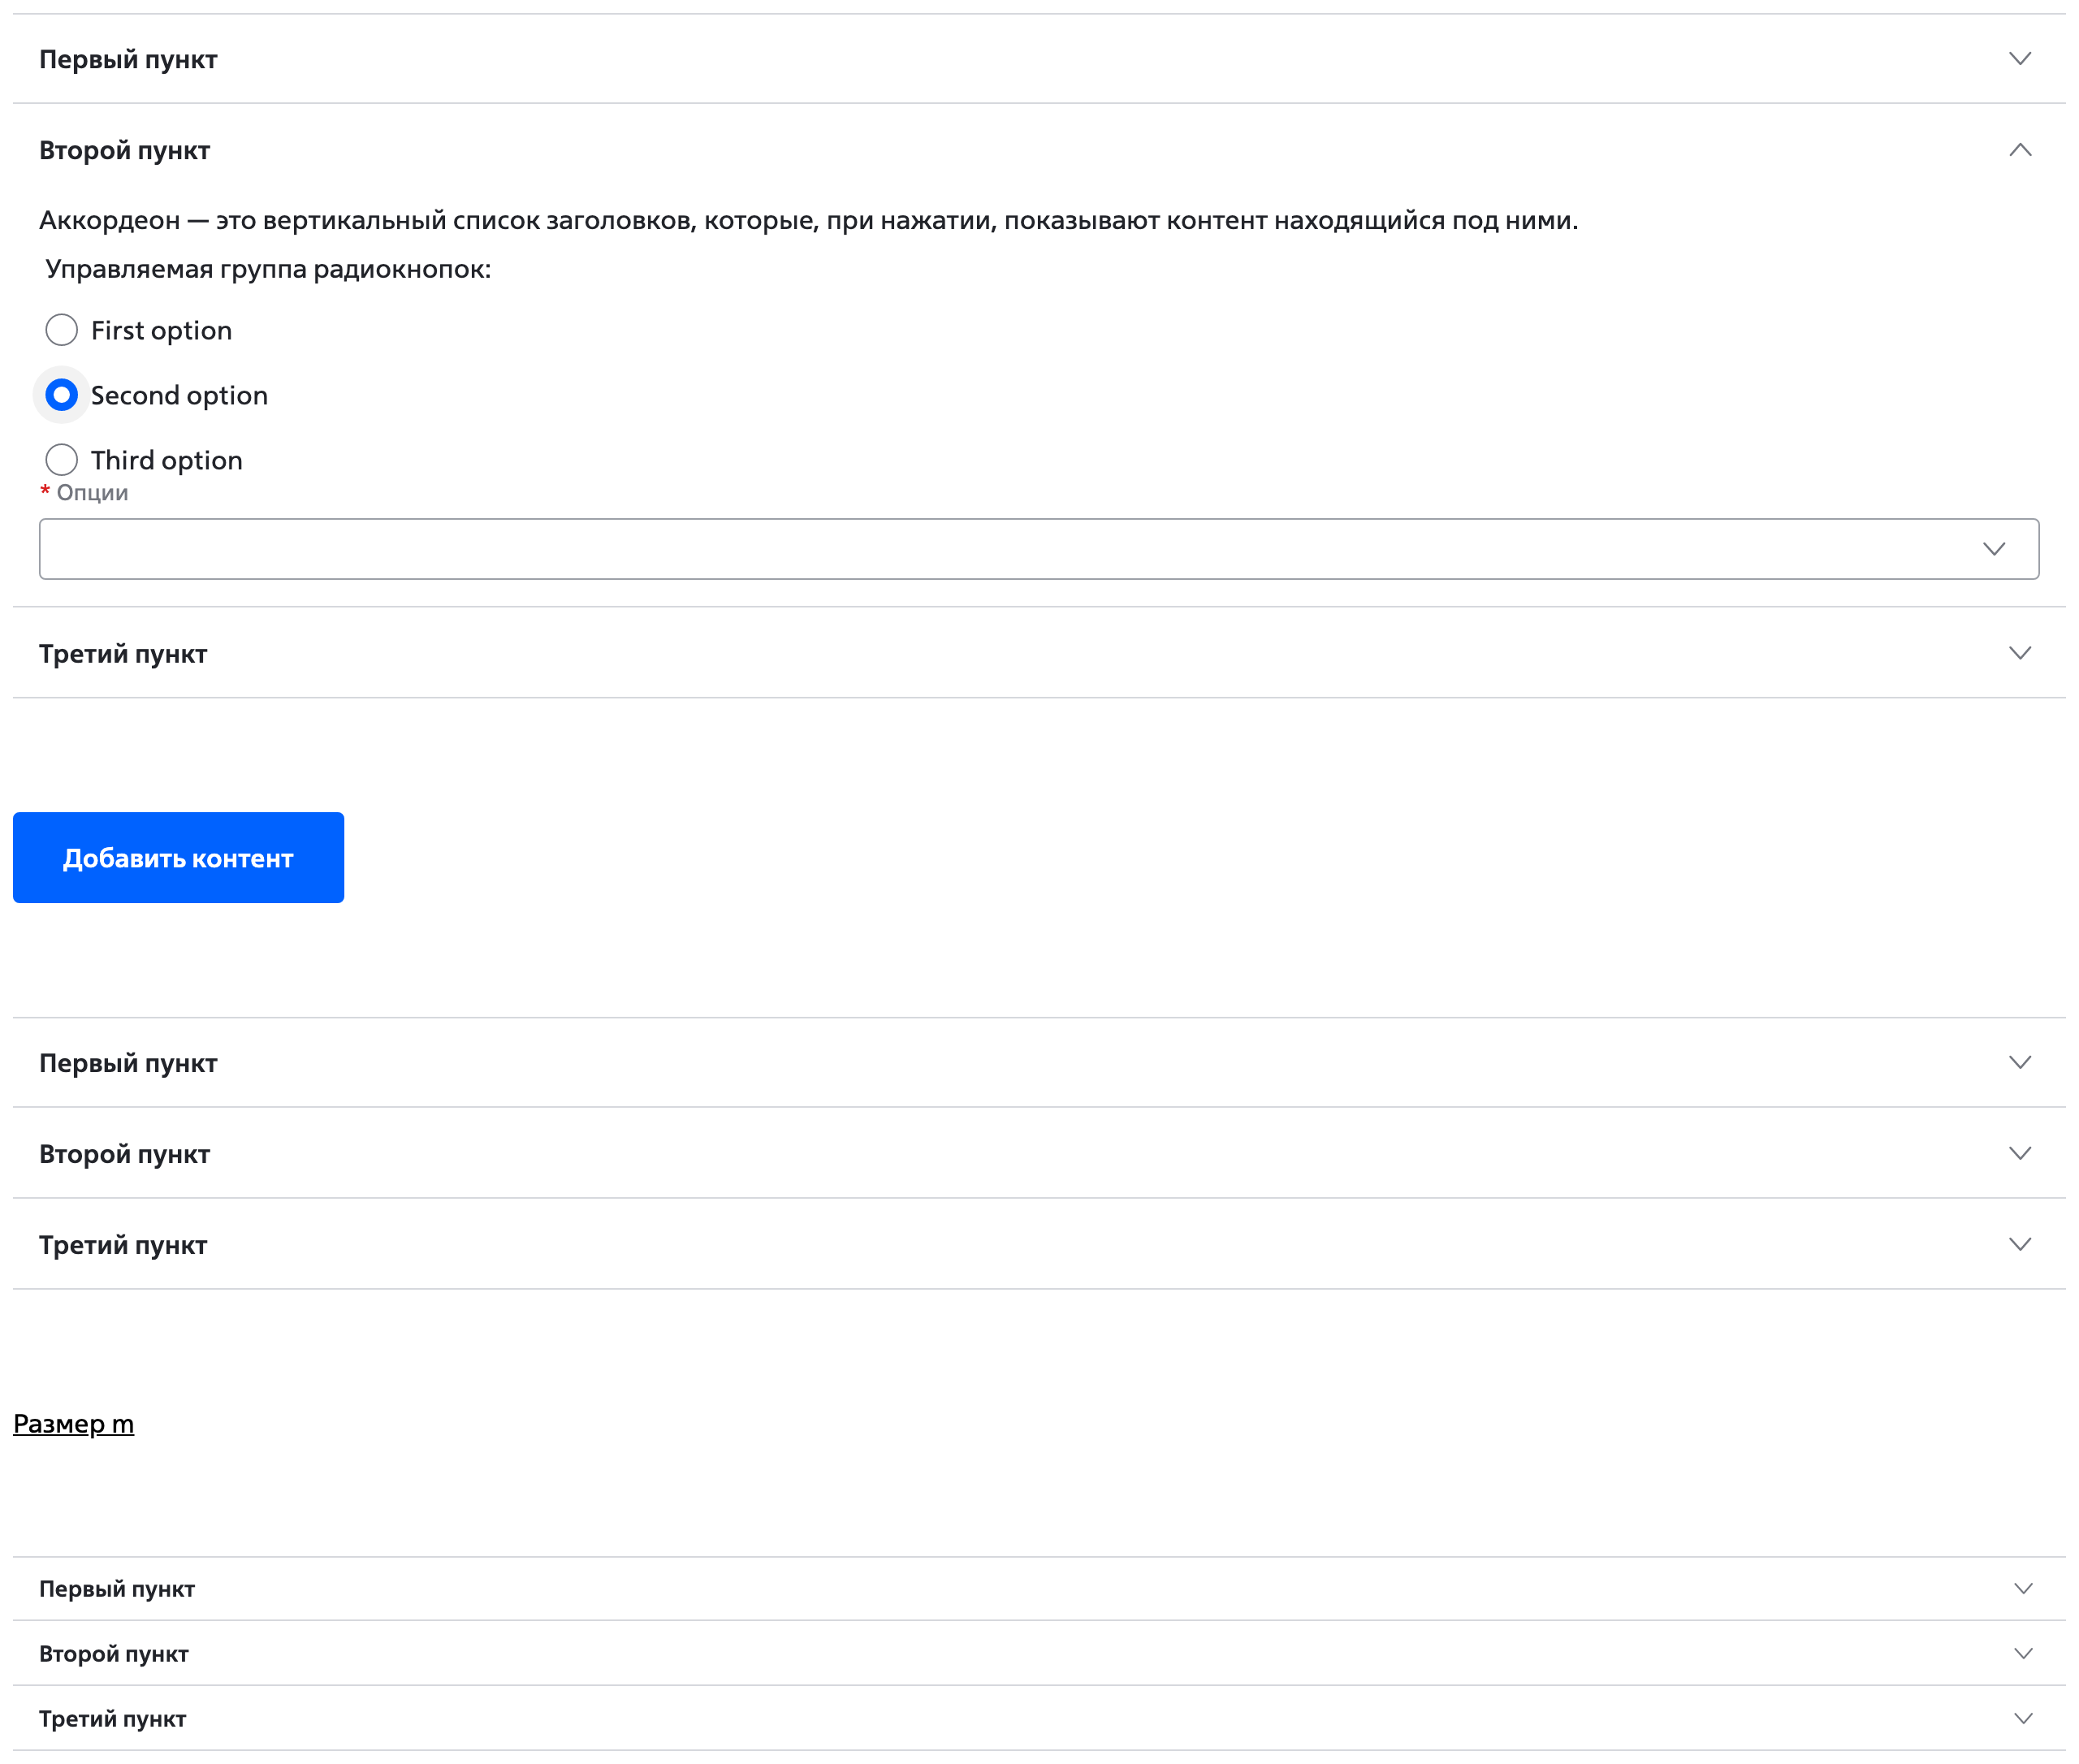 Первый пункт
Второй пункт
Аккордеон — это вертикальный список заголовков, которые, при нажатии, показывают контент находящийся под ними.
Управляемая группа радиокнопок:
First option
Second option
Third option
* Опции
Третий пункт
Добавить контент
Первый пункт
Второй пункт
Третий пункт
Размер m
Первый пункт
Второй пункт
Третий пункт